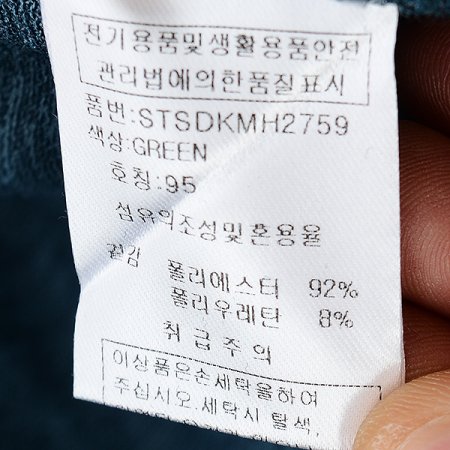 전기용품및생활용품안전
관리법에의한품질표시
품번:STSDKMH2759
색상:GREEN
호칭:95
섬유의조성및혼용율
겉감
폴리에스터 92%
폴리우레탄 8%
취급주의
이상품은손세탁을하여
주십시오.세탁시 탈색,